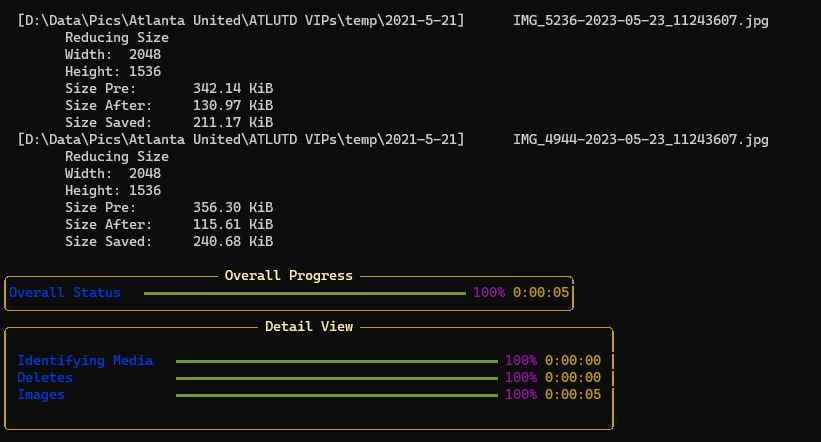 [D:\Data\Pics\Atlanta United\ATLUTD VIPs\temp\2021-5-21]      IMG_5236-2023-05-23_11243607.jpg
Reducing Size
Width:  2048
Height: 1536
Size Pre:       342.14 KiB
Size After:     130.97 KiB
Size Saved:     211.17 KiB
[D:\Data\Pics\Atlanta United\ATLUTD VIPs\temp\2021-5-21]      IMG_4944-2023-05-23_11243607.jpg
Reducing Size
Width:  2048
Height: 1536
Size Pre:       356.30 KiB
Size After:     115.61 KiB
Size Saved:     240.68 KiB
Overall Progress
Overall Status 100% 0:00:05
Detail View
Identifying Media 100% 0:00:00
Deletes 100% 0:00:00
Images 100% 0:00:05